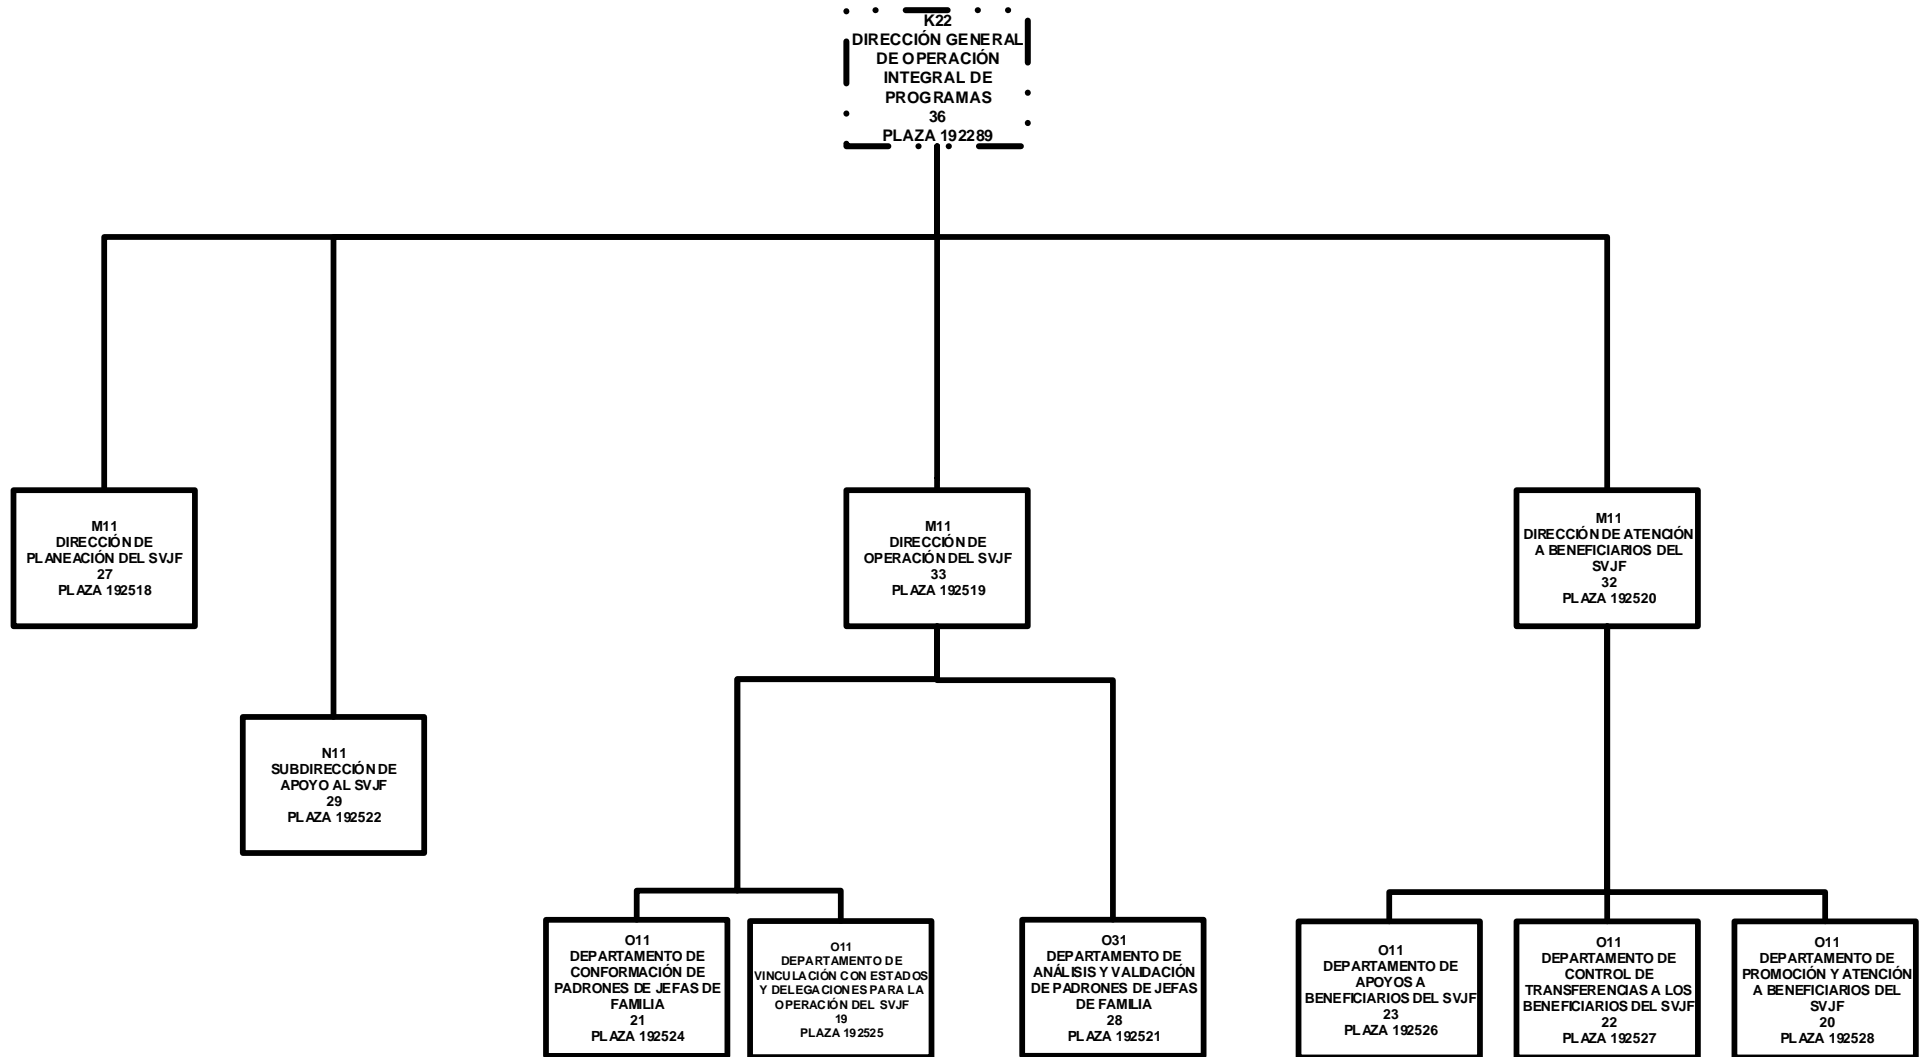 K22
DIRECCIÓN GENERAL
DE OPERACIÓN
INTEGRAL DE
PROGRAMAS
36
PLAZA 192289
M11
DIRECCIÓN DE
PLANEACIÓN DEL SVJF
27
PLAZA 192518
M11
DIRECCIÓN DE
OPERACIÓN DEL SVJF
33
PLAZA 192519
M11
DIRECCIÓN DE ATENCIÓN
A BENEFICIARIOS DEL
SVJF
32
PLAZA 192520
N11
SUBDIRECCIÓN DE
APOYO AL SVJF
29
PLAZA 192522
O11
DEPARTAMENTO DE
CONFORMACIÓN DE
PADRONES DE JEFAS DE
FAMILIA
21
PLAZA 192524
O11
DEPARTAMENTO DE
VINCULACIÓN CON ESTADOS
Y DELEGACIONES PARA LA
OPERACIÓN DEL SVJF
19
PLAZA 192525
O31
DEPARTAMENTO DE
ANÁLISIS Y VALIDACIÓN
DE PADRONES DE JEFAS
DE FAMILIA
28
PLAZA 192521
O11
DEPARTAMENTO DE
APOYOS A
BENEFICIARIOS DEL SVJF
23
PLAZA 192526
O11
DEPARTAMENTO DE
CONTROL DE
TRANSFERENCIAS A LOS
BENEFICIARIOS DEL SVJF
22
PLAZA 192527
O11
DEPARTAMENTO DE
PROMOCIÓN Y ATENCIÓN
A BENEFICIARIOS DEL
SVJF
20
PLAZA 192528